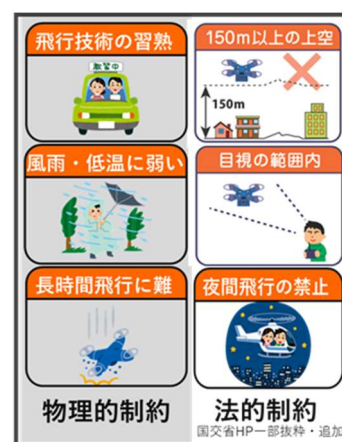 飛行技術の習熟
教習中
風雨・低温に弱い
長時間飛行に難
物理的制約
150m以上の上空
150m
目視の範囲内
夜間飛行の禁止
法的制約
国交省HP一部抜粋・追加